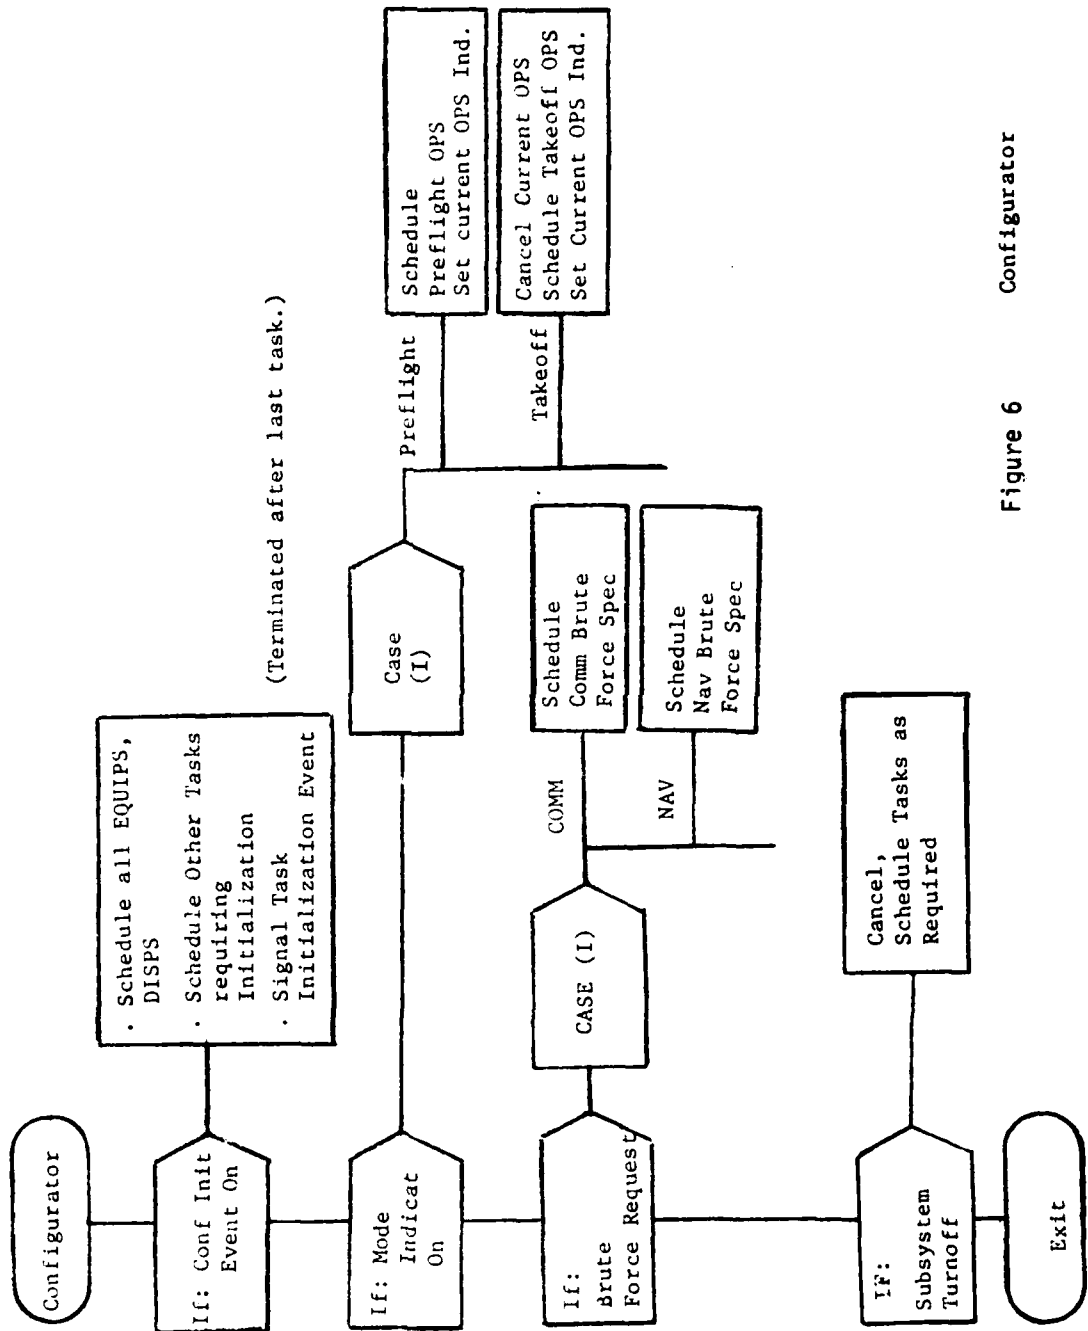 Configurator
If: Conf Init
Event On
· Schedule all EQUIPS,
DISPS
· Schedule Other Tasks
requiring
Initialization
· Signal Task
Initialization Event
(Terminated after last task.)
If: Mode
Indicat
On
Case
(I)
Preflight
Schedule
Preflight OPS
Set current OPS Ind.
Takeoff
Cancel Current OPS
Schedule Takeoff OPS
Set Current OPS Ind.
If:
Brute
Force Request
CASE (I)
COMM
Schedule
Comm Brute
Force Spec
NAV
Schedule
Nav Brute
Force Spec
IF:
Subsystem
Turnoff
Cancel,
Schedule Tasks as
Required
Exit
Figure 6 Configurator